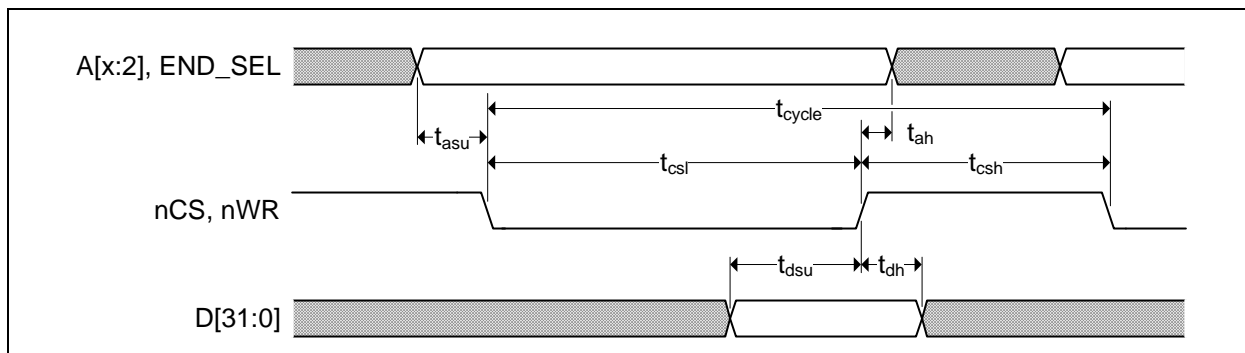 A[x:2], END_SEL
tcycle
tasu
tah
tcsl
tcsh
nCS, nWR
tdsu
tdh
D[31:0]